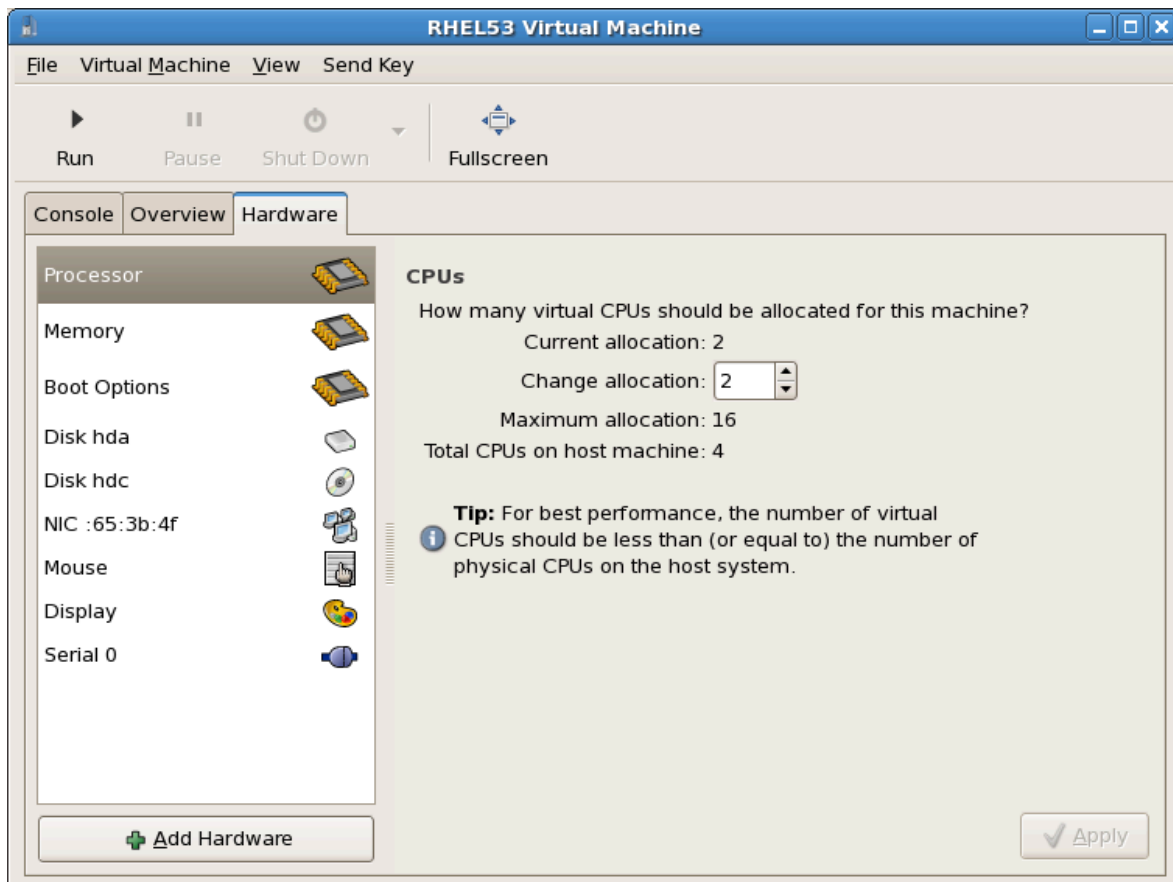 RHEL53 Virtual Machine
File Virtual Machine View Send Key
Run Pause Shut Down Fullscreen
Console Overview Hardware
Processor
Memory
Boot Options
Disk hda
Disk hdc
NIC :65:3b:4f
Mouse
Display
Serial 0
Add Hardware
CPUs
How many virtual CPUs should be allocated for this machine?
Current allocation: 2
Change allocation: 2
Maximum allocation: 16
Total CPUs on host machine: 4
Tip: For best performance, the number of virtual
CPUs should be less than (or equal to) the number of
physical CPUs on the host system.
Apply